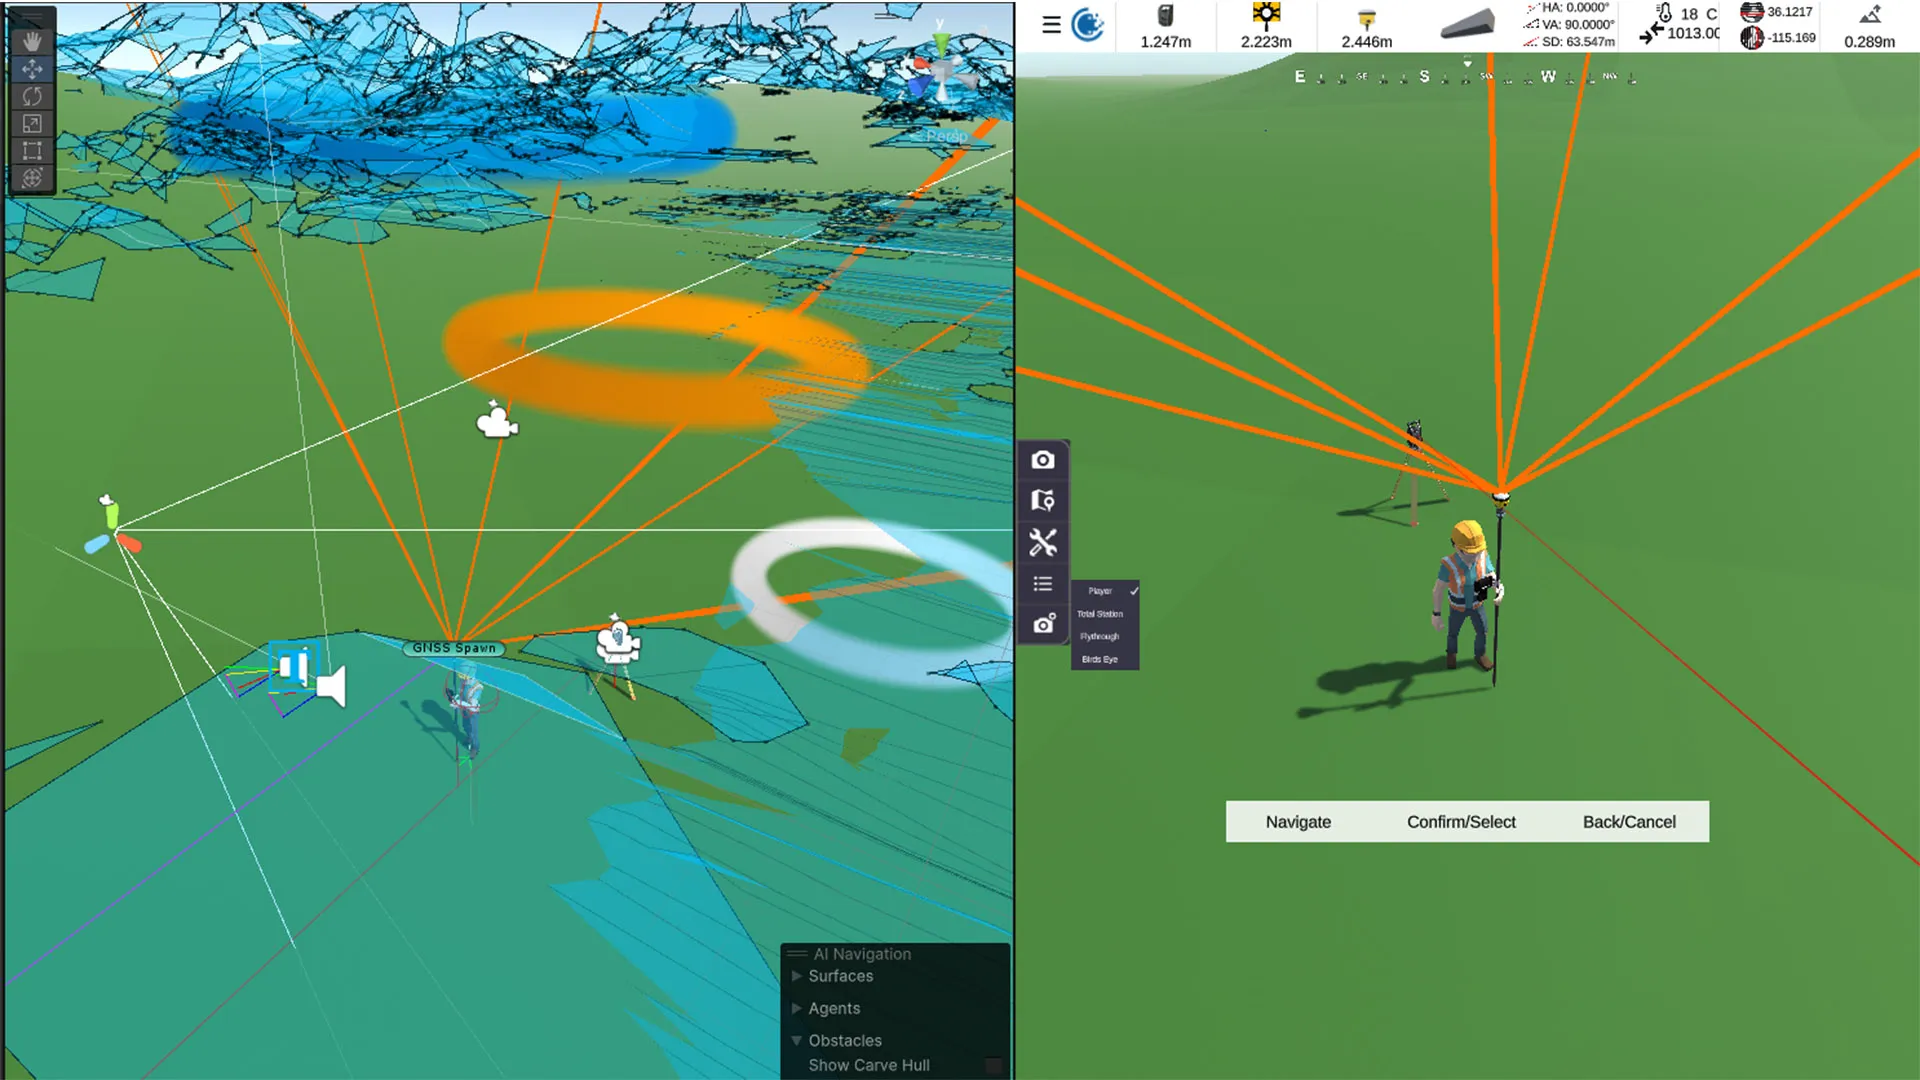 y
< Persp
GNSS Spawn
AI Navigation
Surfaces
Agents
Obstacles
Show Carve Hull
1.247m
2.223m
2.446m
HA: 0.0000°
VA: 90.0000°
SD: 63.547m
18 C
1013.00
36.1217
-115.169
0.289m
E SE S SW W NW
Player
Total Station
Flythrough
Birds Eye
Navigate Confirm/Select Back/Cancel